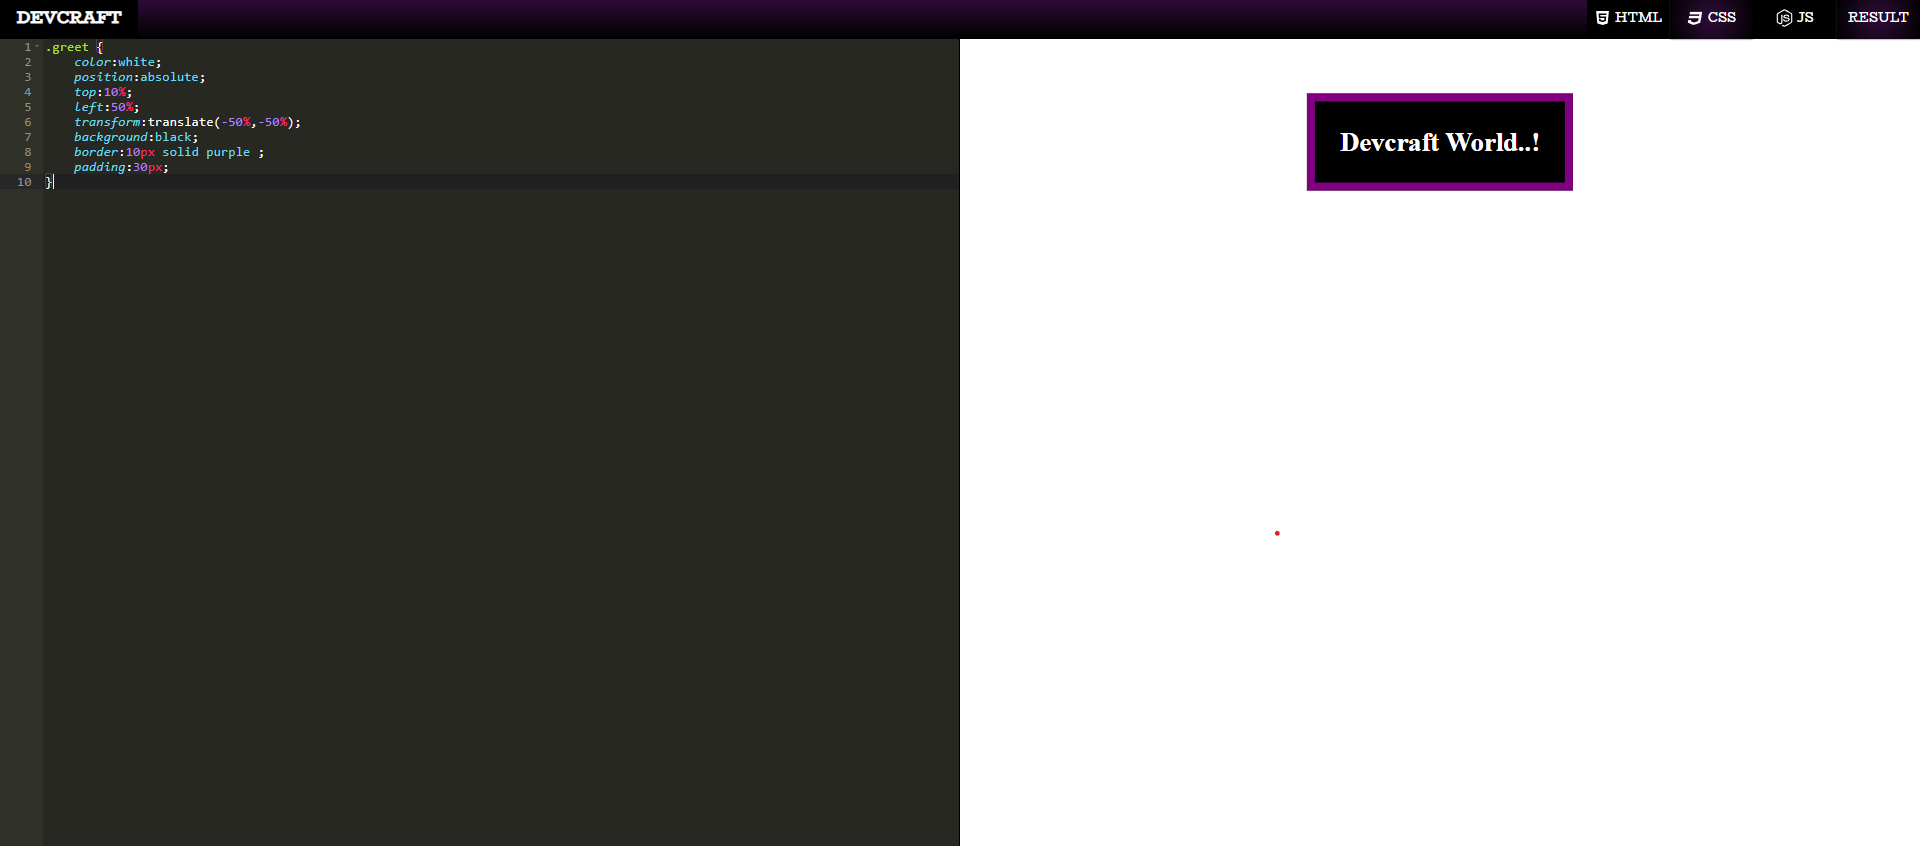 DEVCRAFT HTML CSS JS RESULT
1 .greet {
2 color:white;
3 position:absolute;
4 top:10%;
5 left:50%;
6 transform:translate(-50%,-50%);
7 background:black;
8 border:10px solid purple ;
9 padding:30px;
10 }
Devcraft World..!